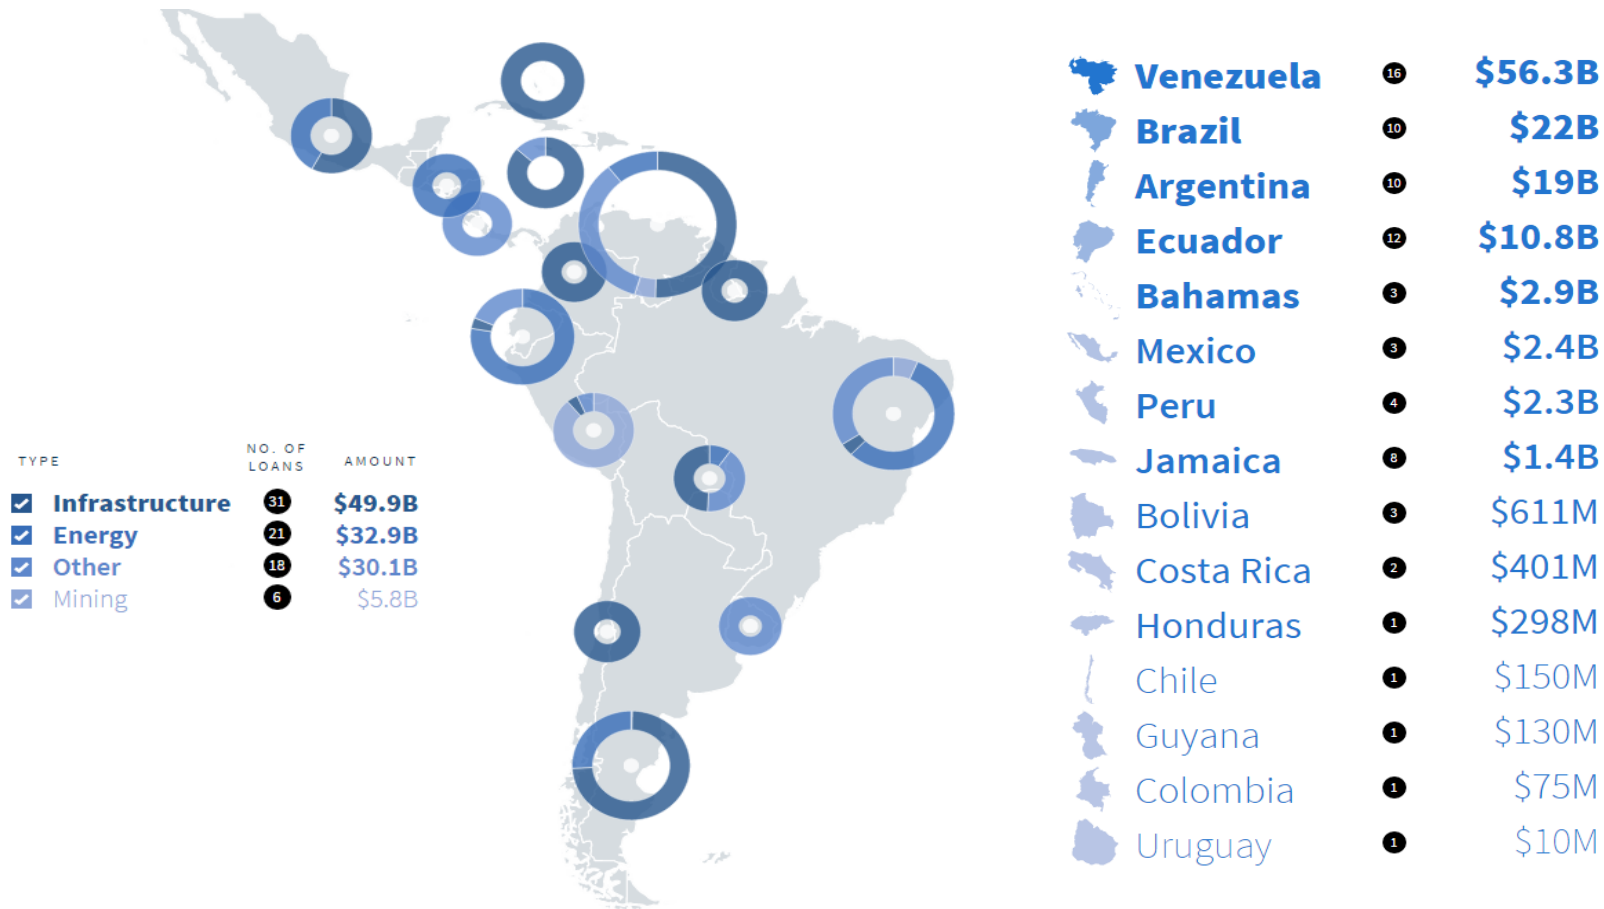 Venezuela 16 $56.3B
Brazil 10 $22B
Argentina 10 $19B
Ecuador 12 $10.8B
Bahamas 3 $2.9B
Mexico 3 $2.4B
Peru 4 $2.3B
Jamaica 8 $1.4B
Bolivia 3 $611M
Costa Rica 2 $401M
Honduras 1 $298M
Chile 1 $150M
Guyana 1 $130M
Colombia 1 $75M
Uruguay 1 $10M
TYPE NO. OF LOANS AMOUNT
Infrastructure 31 $49.9B
Energy 21 $32.9B
Other 18 $30.1B
Mining 6 $5.8B